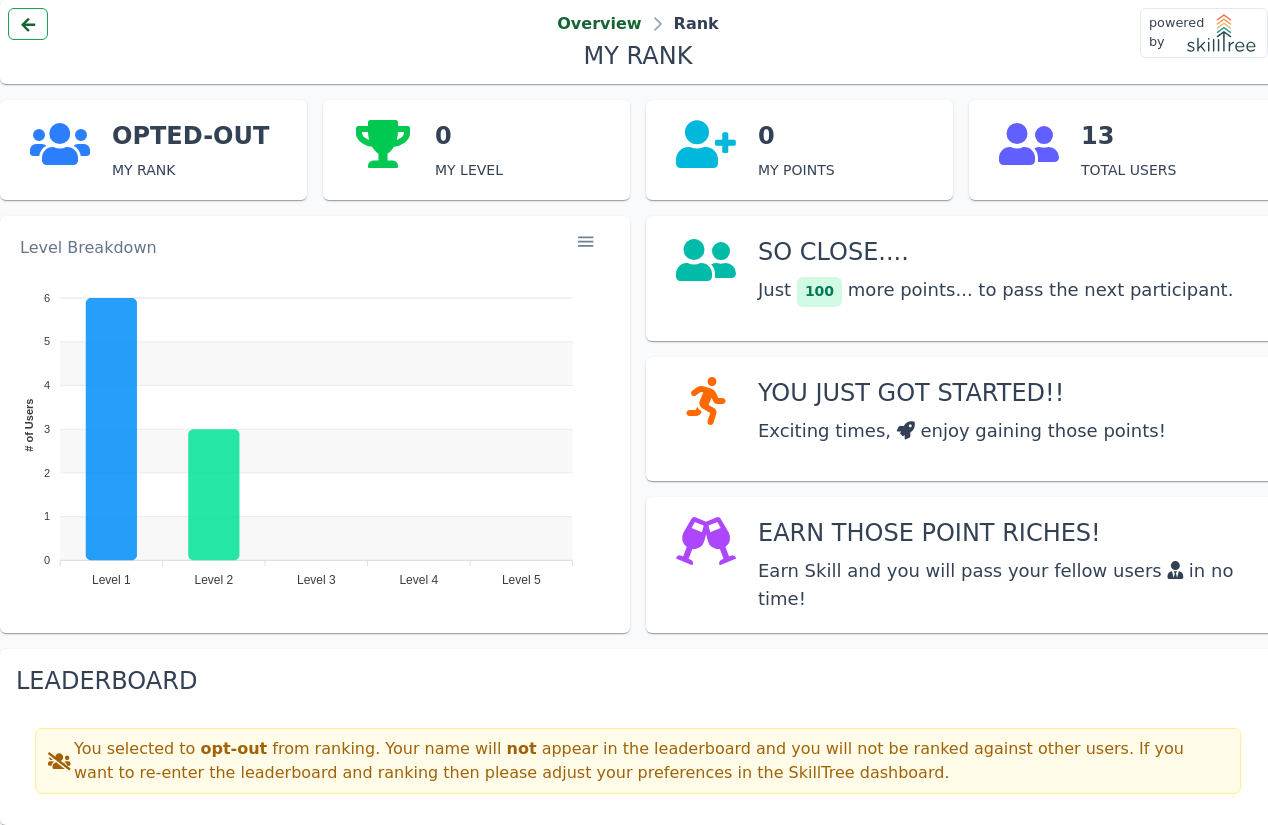 Overview > Rank
MY RANK
powered
by
skilltree
OPTED-OUT
MY RANK
0
MY LEVEL
0
MY POINTS
13
TOTAL USERS
Level Breakdown
# of Users
6
5
4
3
2
1
0
Level 1
Level 2
Level 3
Level 4
Level 5
SO CLOSE....
Just 100 more points... to pass the next participant.
YOU JUST GOT STARTED!!
Exciting times, enjoy gaining those points!
EARN THOSE POINT RICHES!
Earn Skill and you will pass your fellow users in no
time!
LEADERBOARD
You selected to opt-out from ranking. Your name will not appear in the leaderboard and you will not be ranked against other users. If you
want to re-enter the leaderboard and ranking then please adjust your preferences in the SkillTree dashboard.